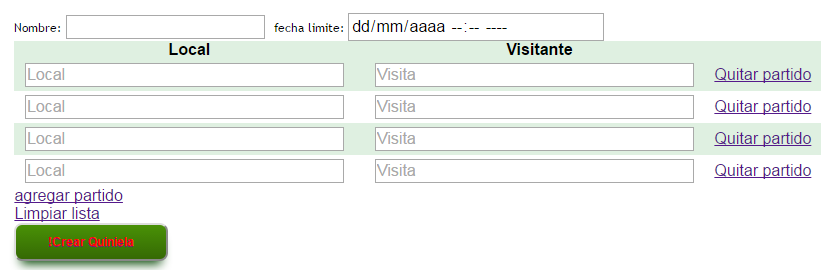 Nombre: fecha limite: dd/mm/aaaa --:-- ----
Local Visitante
Local Visita Quitar partido
Local Visita Quitar partido
Local Visita Quitar partido
Local Visita Quitar partido
agregar partido
Limpiar lista
!Crear Quiniela